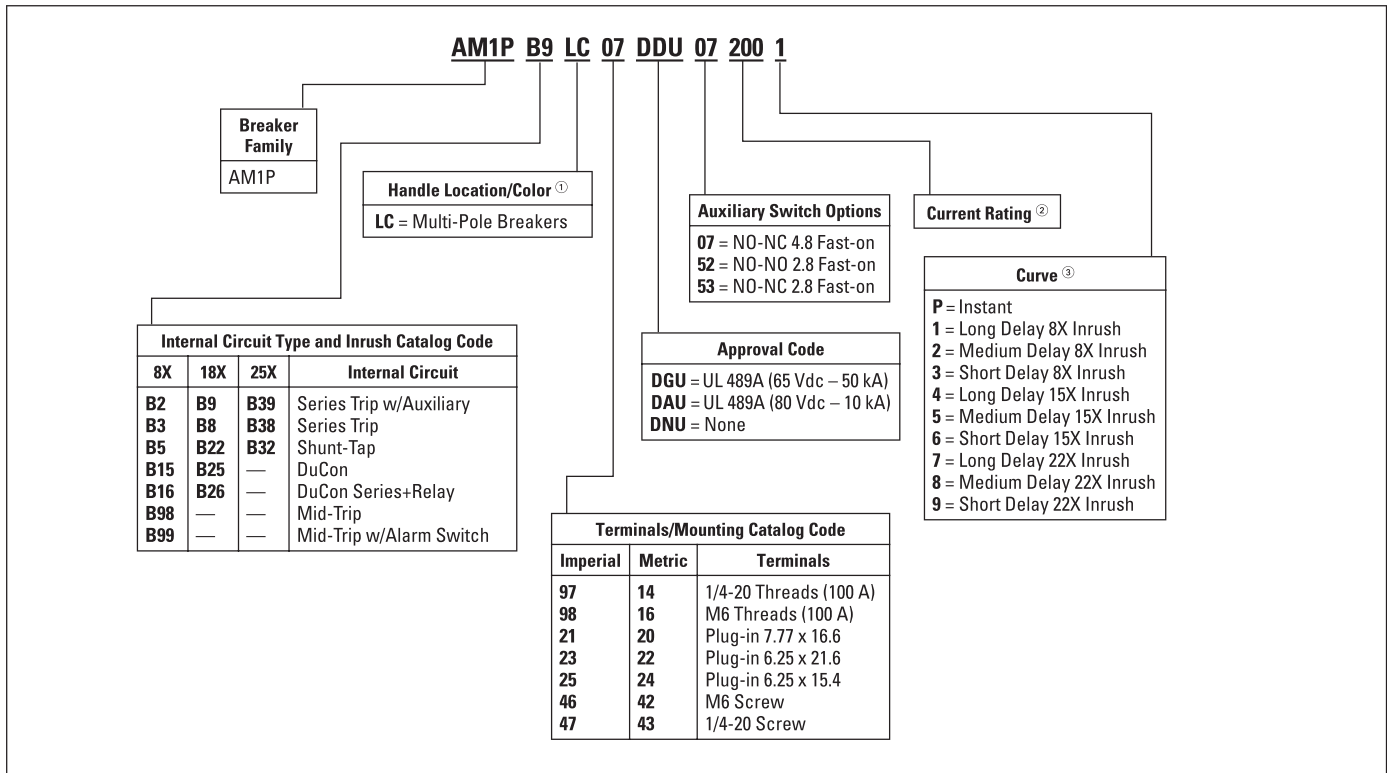 AM1P B9 LC 07 DDU 07 200 1
Breaker
Family
AM1P
Handle Location/Color ①
LC = Multi-Pole Breakers
Auxiliary Switch Options
07 = NO-NC 4.8 Fast-on
52 = NO-NO 2.8 Fast-on
53 = NO-NC 2.8 Fast-on
Current Rating ②
Curve ③
P = Instant
1 = Long Delay 8X Inrush
2 = Medium Delay 8X Inrush
3 = Short Delay 8X Inrush
4 = Long Delay 15X Inrush
5 = Medium Delay 15X Inrush
6 = Short Delay 15X Inrush
7 = Long Delay 22X Inrush
8 = Medium Delay 22X Inrush
9 = Short Delay 22X Inrush
Internal Circuit Type and Inrush Catalog Code
8X 18X 25X Internal Circuit
B2 B9 B39 Series Trip w/Auxiliary
B3 B8 B38 Series Trip
B5 B22 B32 Shunt-Tap
B15 B25 — DuCon
B16 B26 — DuCon Series+Relay
B98 — — Mid-Trip
B99 — — Mid-Trip w/Alarm Switch
Approval Code
DGU = UL 489A (65 Vdc – 50 kA)
DAU = UL 489A (80 Vdc – 10 kA)
DNU = None
Terminals/Mounting Catalog Code
Imperial Metric Terminals
97 14 1/4-20 Threads (100 A)
98 16 M6 Threads (100 A)
21 20 Plug-in 7.77 x 16.6
23 22 Plug-in 6.25 x 21.6
25 24 Plug-in 6.25 x 15.4
46 42 M6 Screw
47 43 1/4-20 Screw